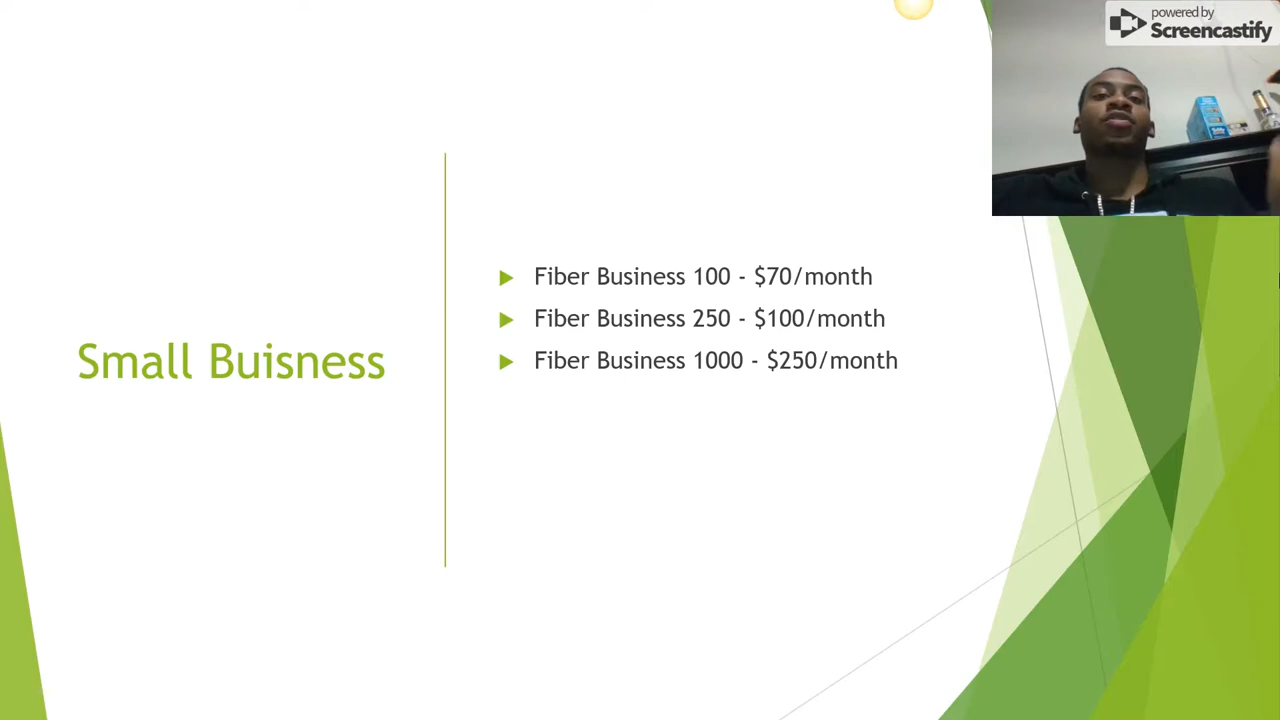 powered by
Screencastify
Small Buisness
Fiber Business 100 - $70/month
Fiber Business 250 - $100/month
Fiber Business 1000 - $250/month